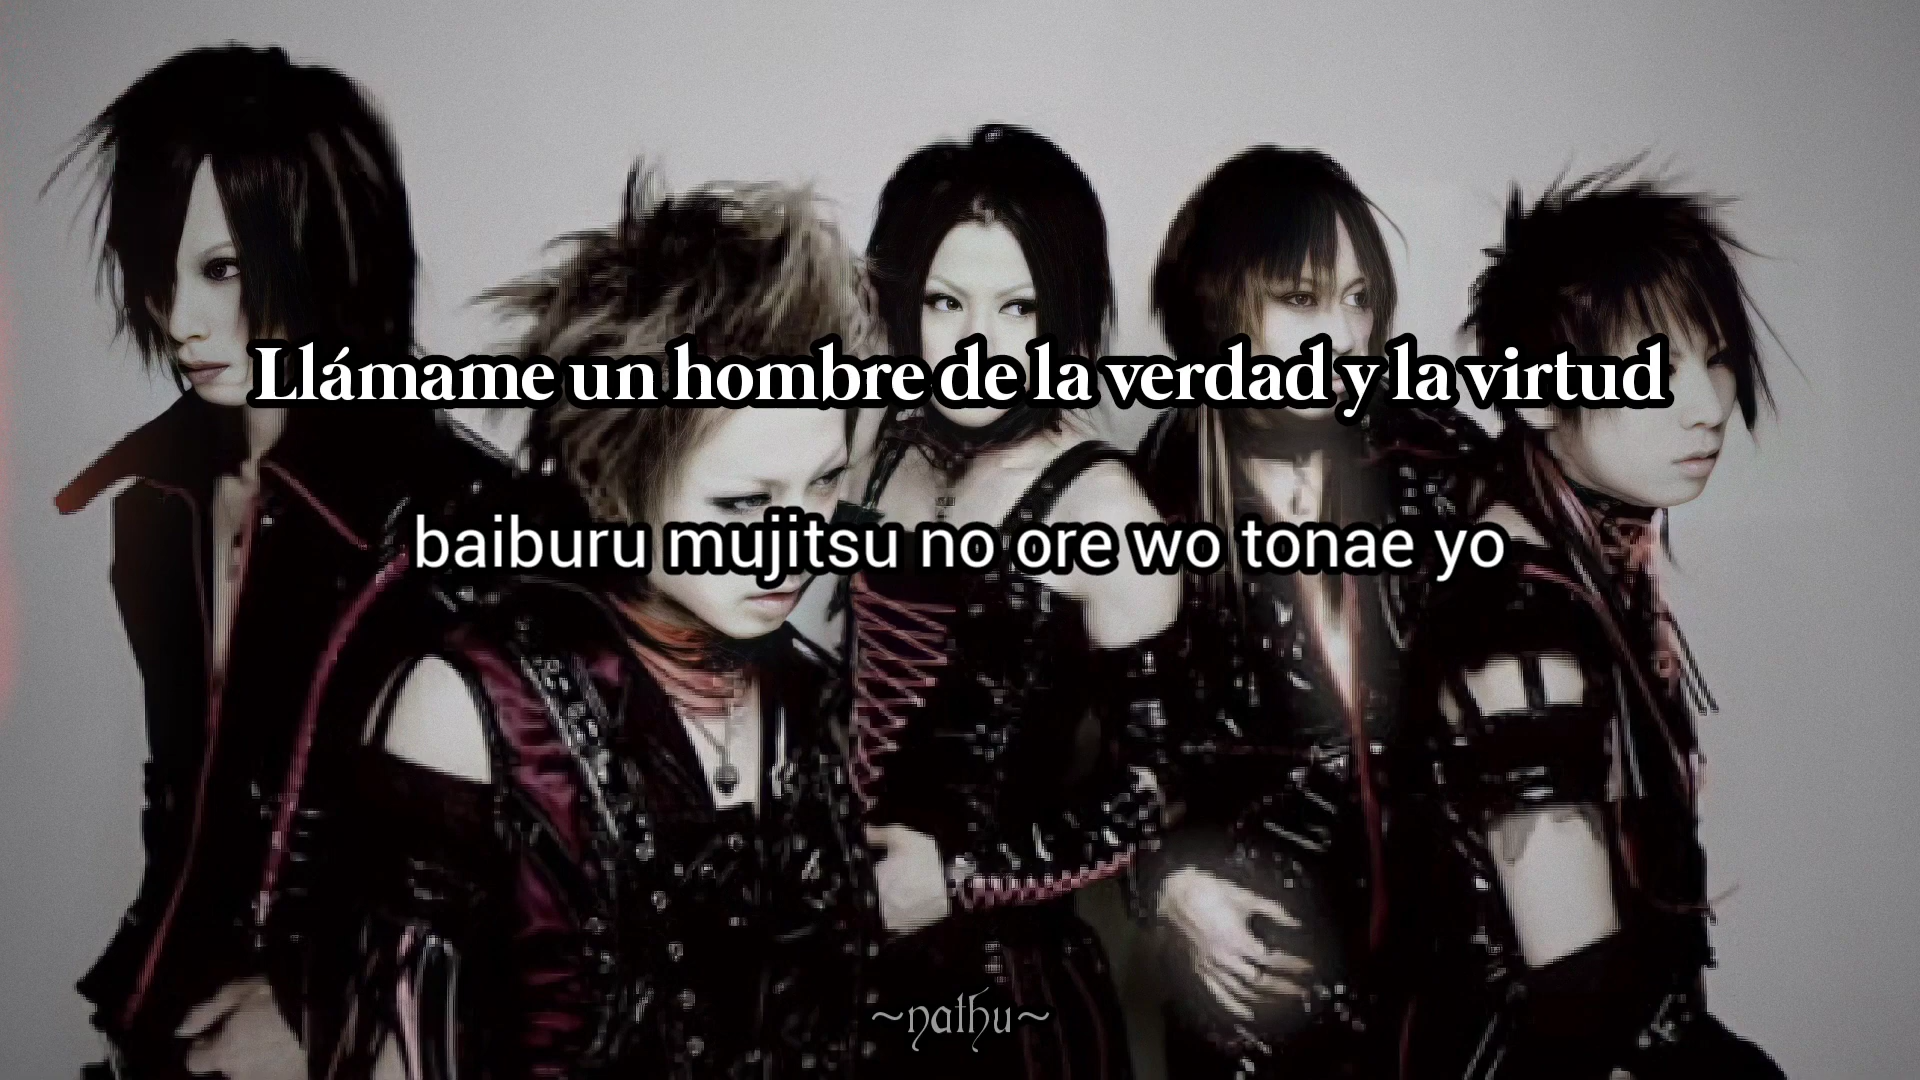 Llámame un hombre de la verdad y la virtud
baiburu mujitsu no ore wo tonae yo
~nathu~